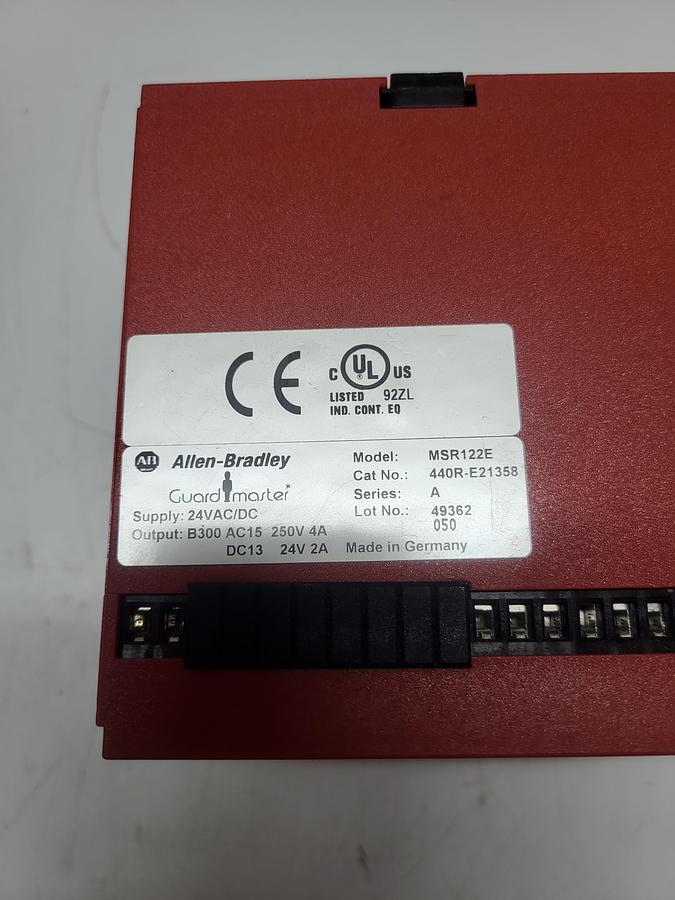 CE
C UL US
LISTED 92ZL
IND. CONT. EQ
AB Allen-Bradley
Guardmaster
Supply: 24VAC/DC
Output: B300 AC15 250V 4A
DC13 24V 2A
Model: MSR122E
Cat No.: 440R-E21358
Series: A
Lot No.: 49362
050
Made in Germany